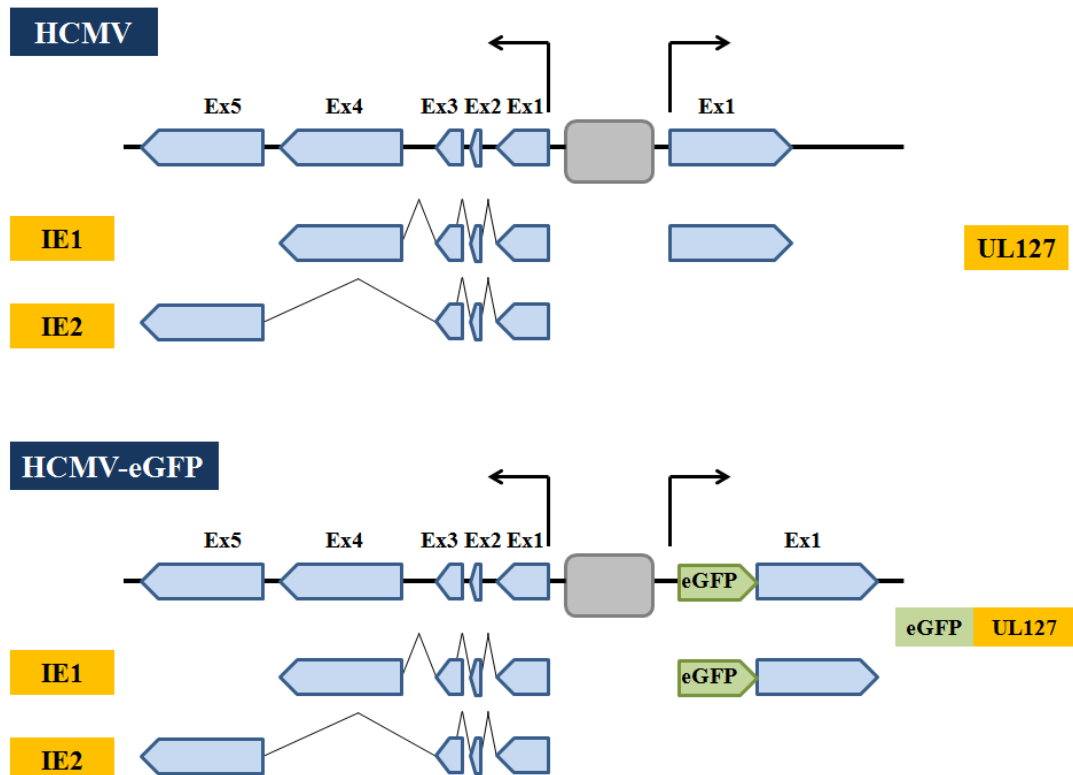 HCMV
Ex5 Ex4 Ex3 Ex2 Ex1 Ex1
IE1
UL127
IE2
HCMV-eGFP
Ex5 Ex4 Ex3 Ex2 Ex1 Ex1
eGFP
eGFP UL127
IE1
eGFP
IE2